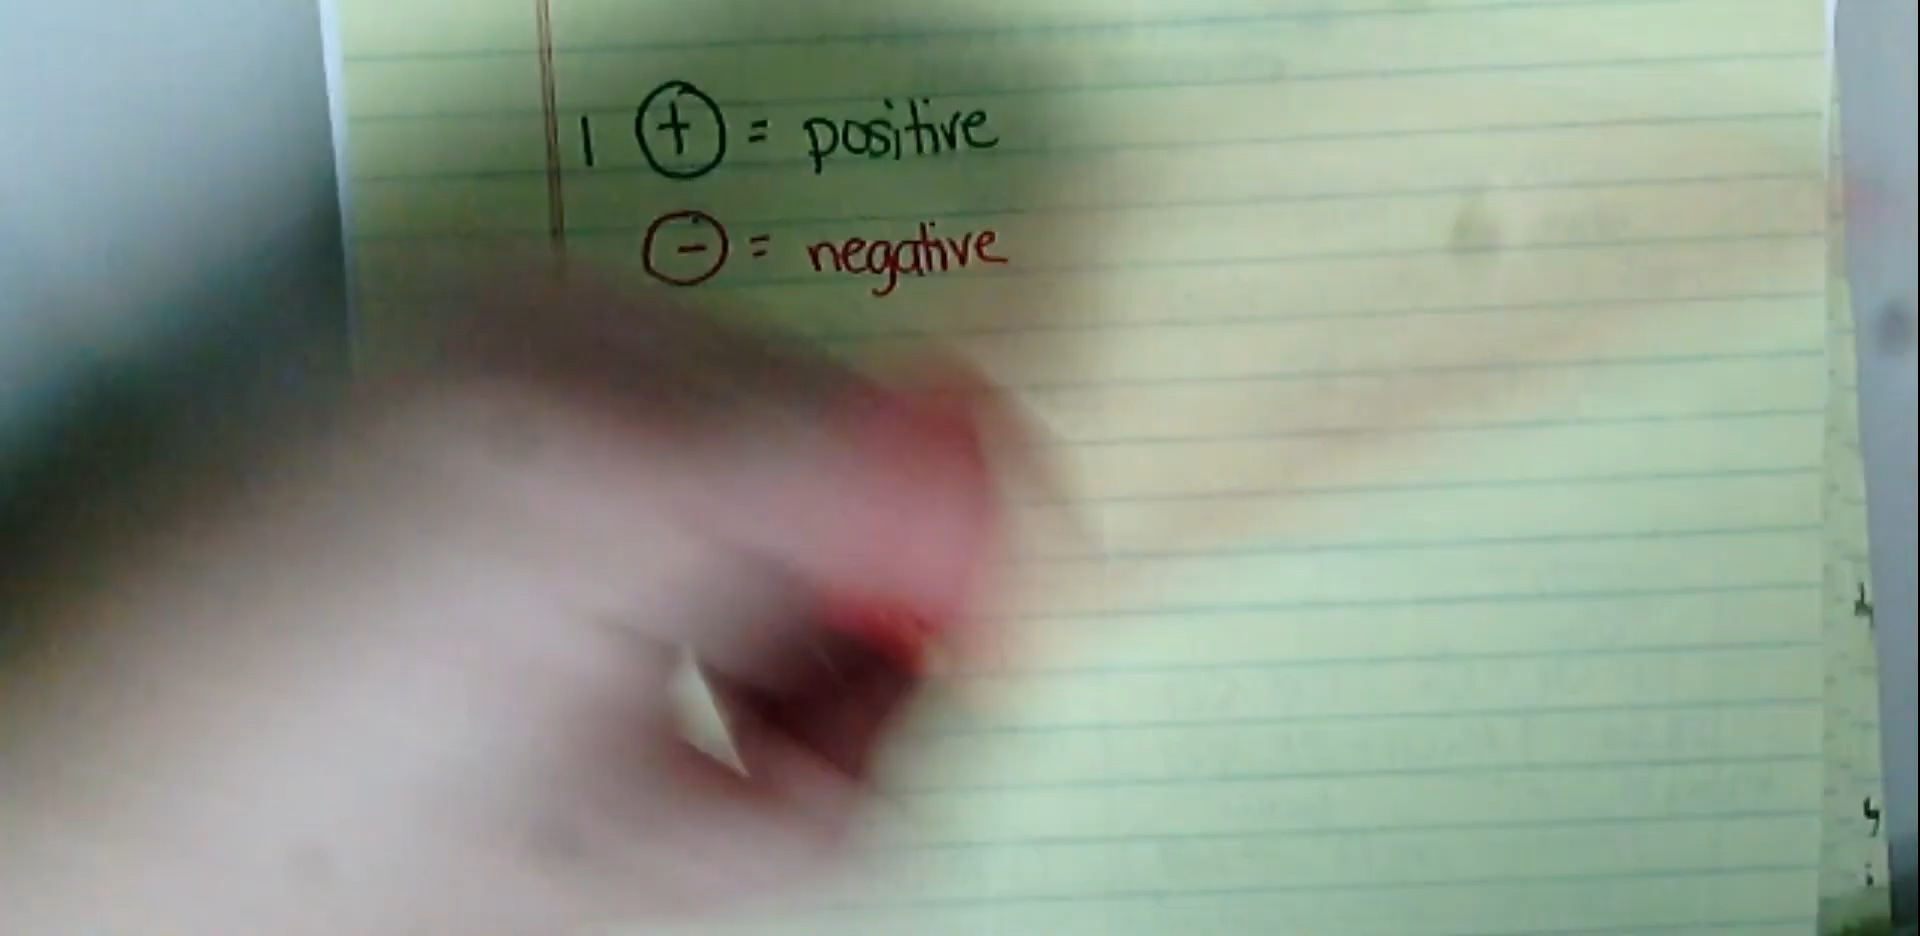 1 ⊕ = positive
⊖ = negative